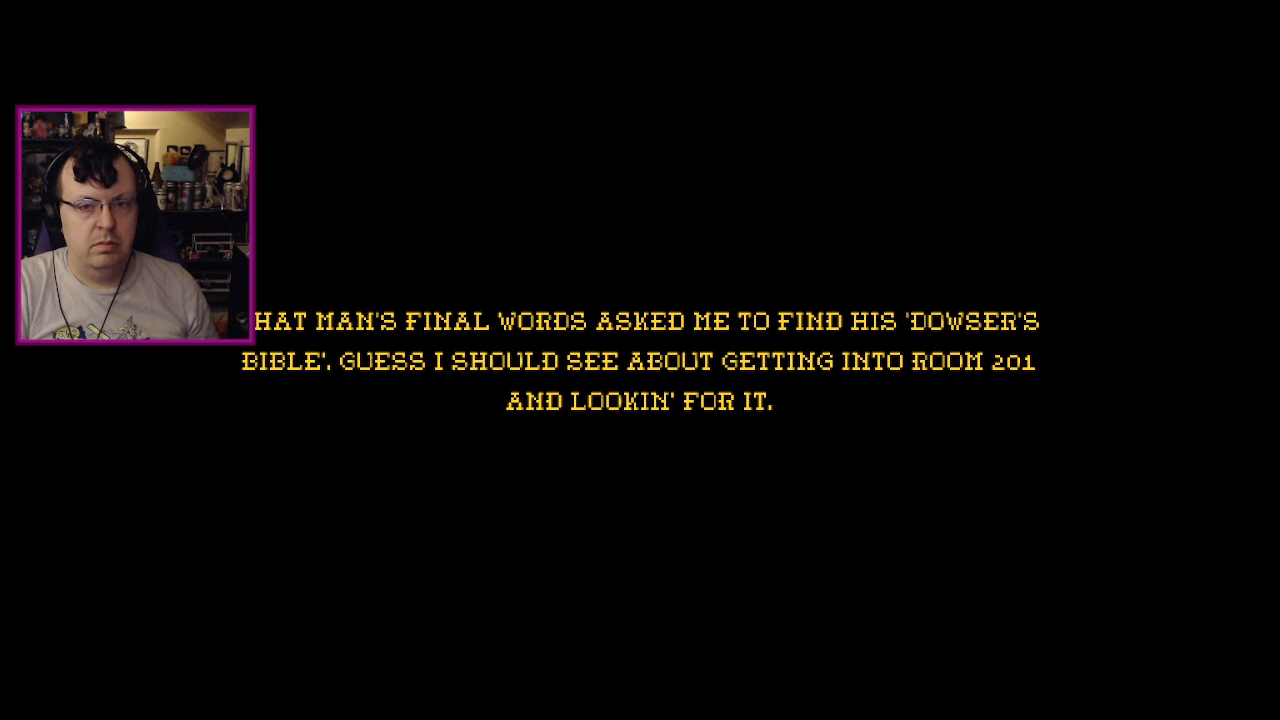 HAT MAN'S FINAL WORDS ASKED ME TO FIND HIS 'DOWSER'S
BIBLE'. GUESS I SHOULD SEE ABOUT GETTING INTO ROOM 201
AND LOOKIN' FOR IT.